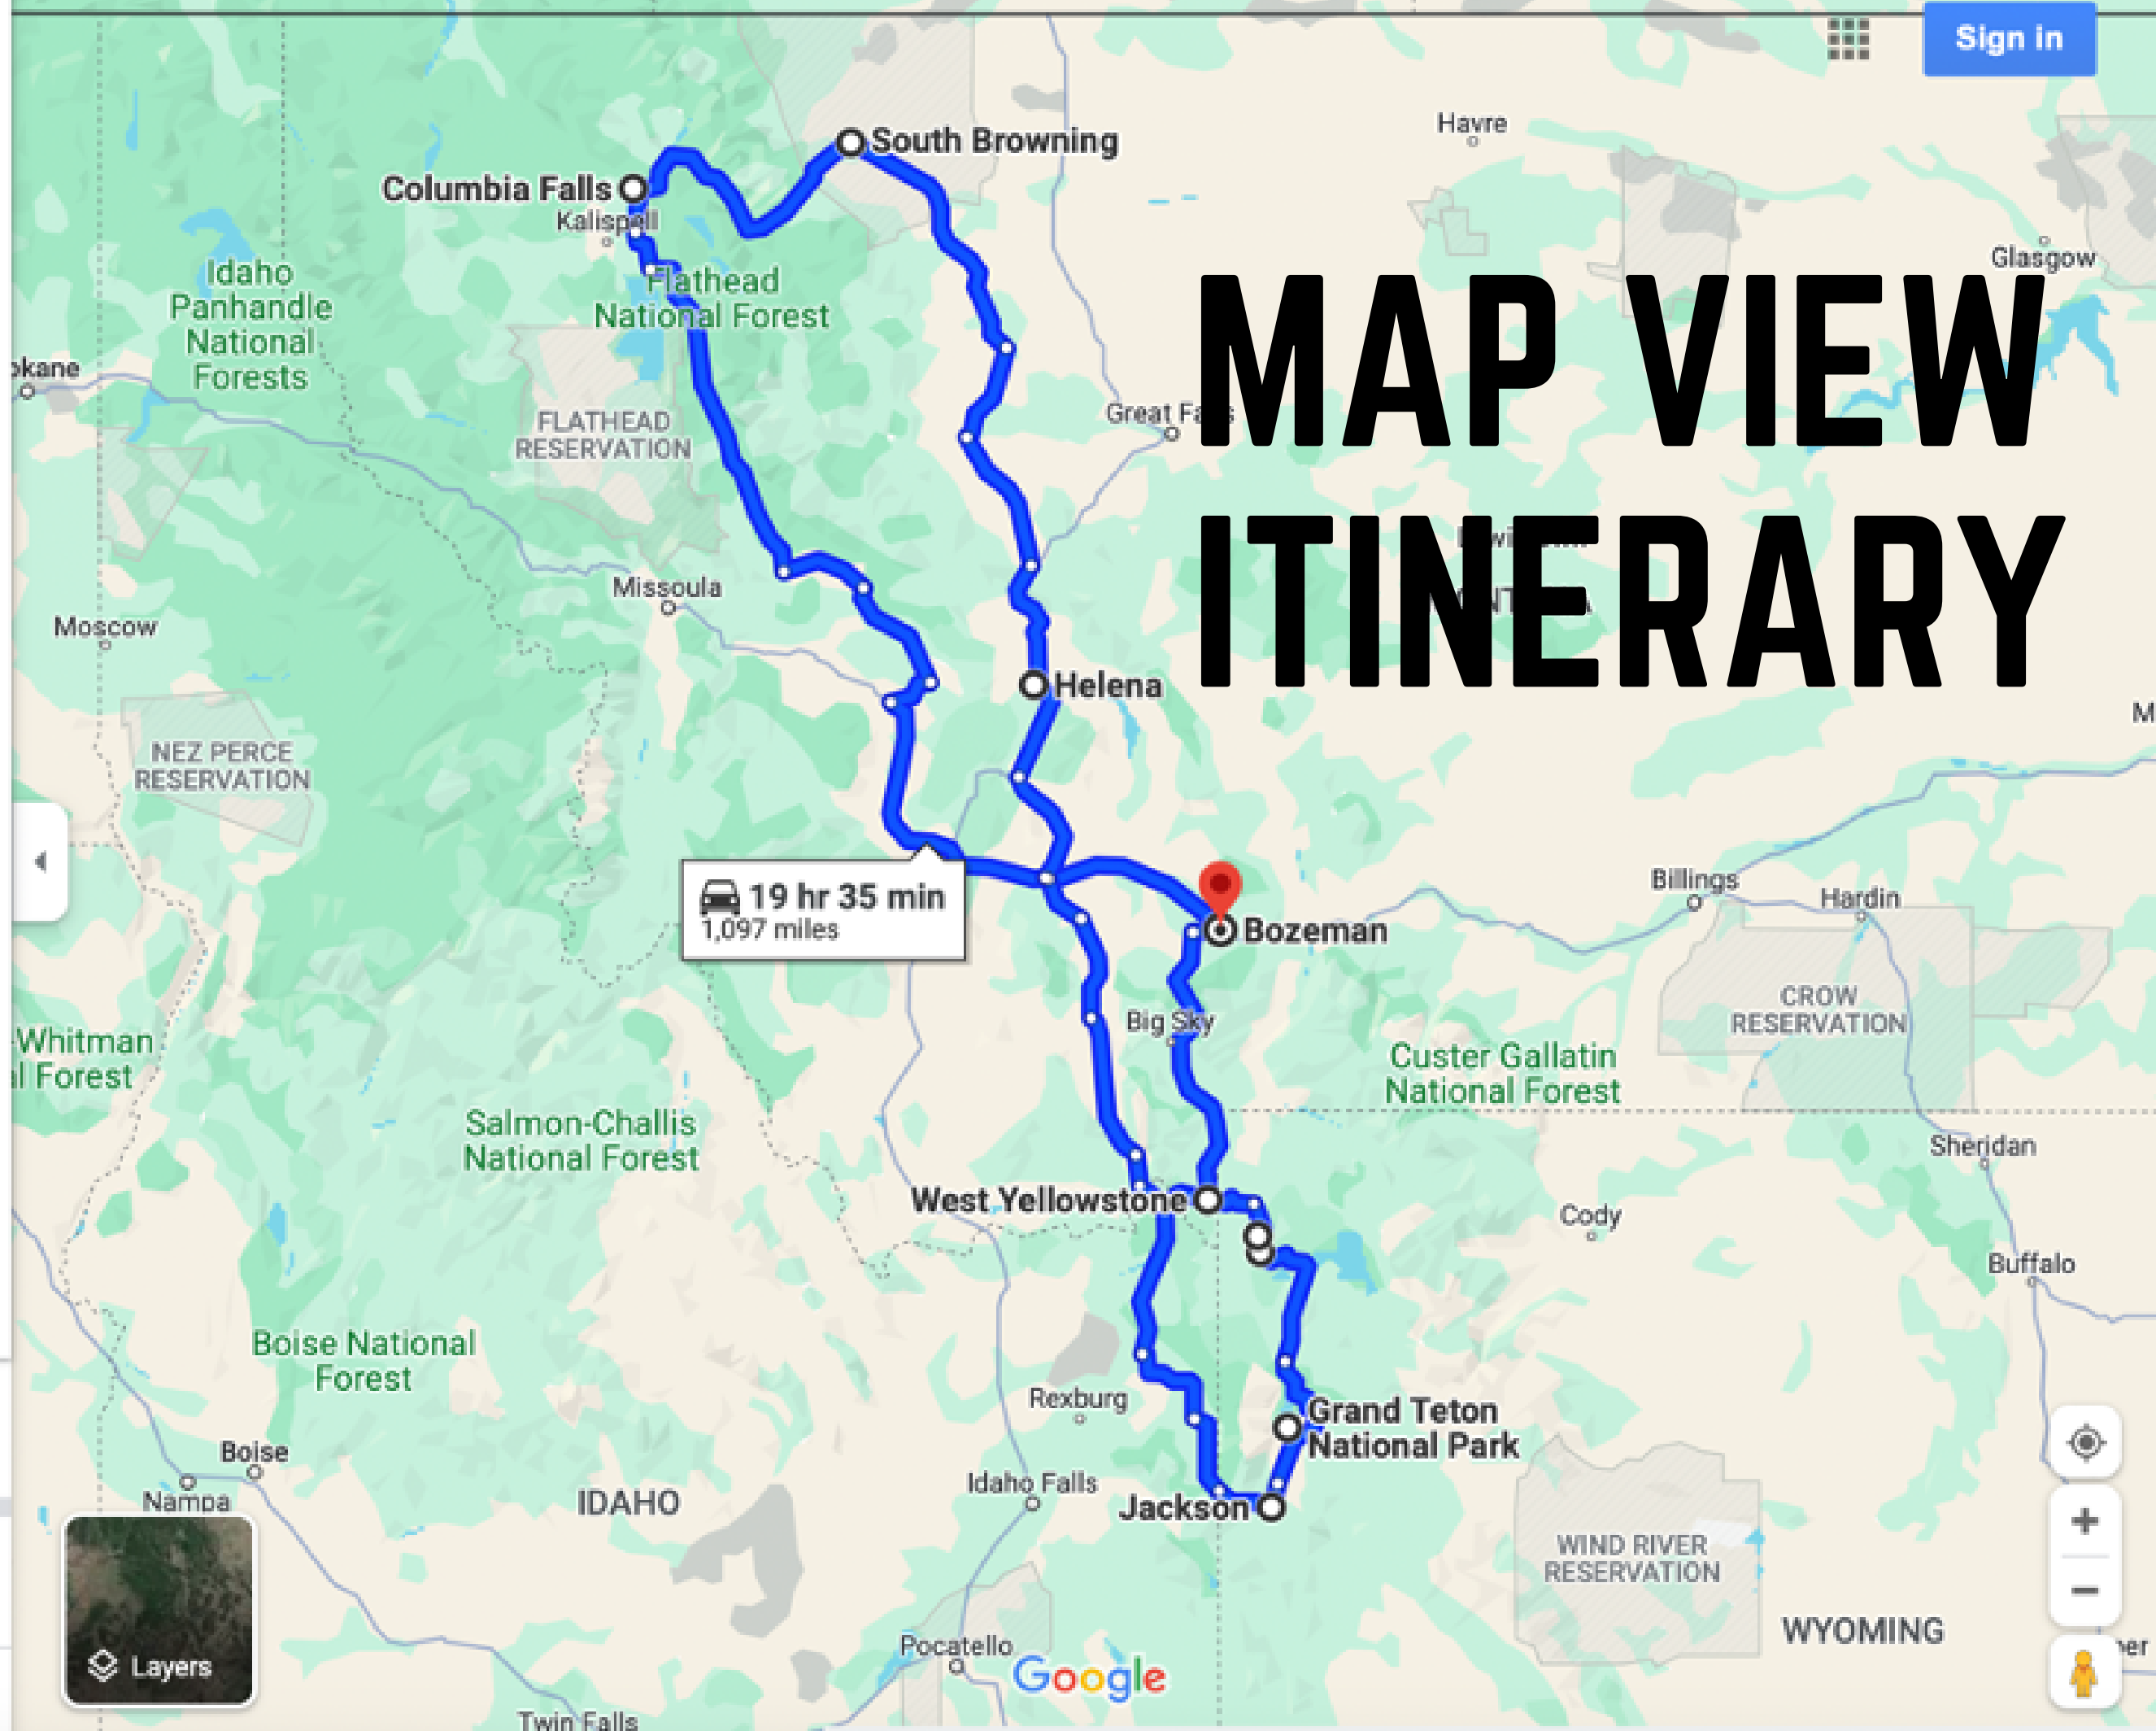 Sign in
Havre
South Browning
Columbia Falls
Kalispell
Glasgow
Idaho
Panhandle
National
Forests
Flathead
National Forest
MAP VIEW
okane
FLATHEAD
RESERVATION
Great Falls
ITINERARY
Missoula
Moscow
Helena
M
NEZ PERCE
RESERVATION
19 hr 35 min
1,097 miles
Billings
Hardin
Bozeman
CROW
RESERVATION
Big Sky
-Whitman
al Forest
Custer Gallatin
National Forest
Salmon-Challis
National Forest
Sheridan
West Yellowstone
Cody
Buffalo
Boise National
Forest
Rexburg
Grand Teton
National Park
Boise
Idaho Falls
Nampa
IDAHO
Jackson
WIND RIVER
RESERVATION
WYOMING
Pocatello
per
Layers
Google
Twin Falls